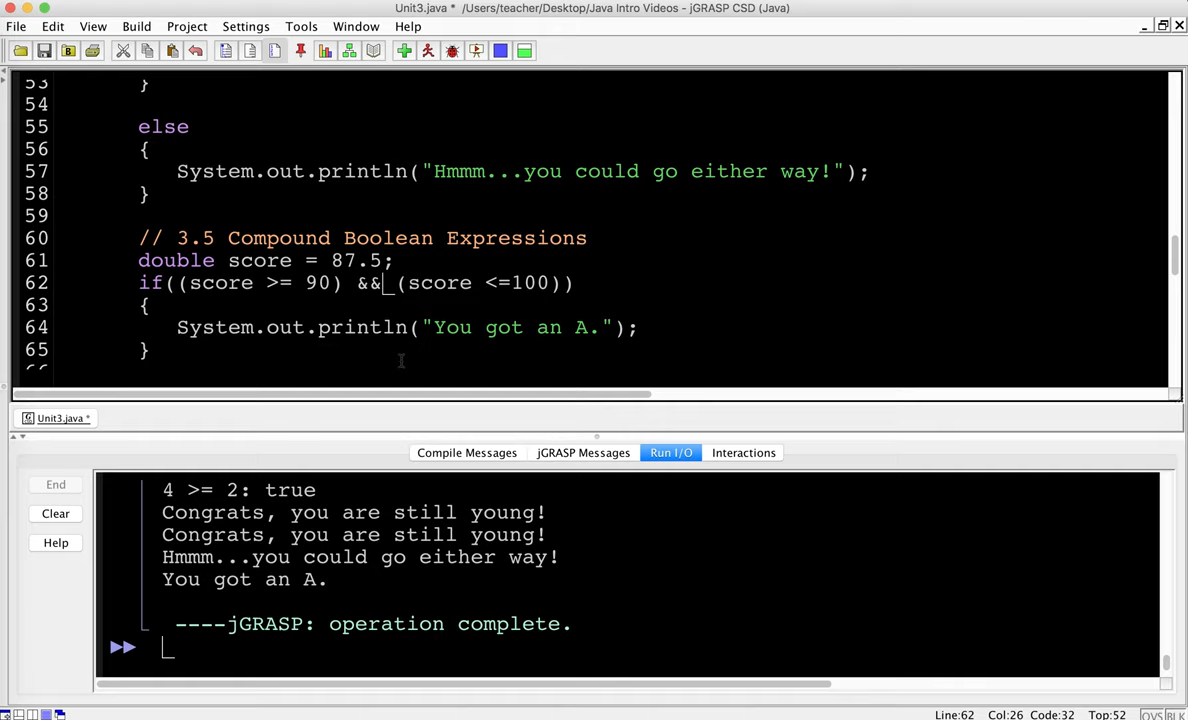 Unit3.java * /Users/teacher/Desktop/Java Intro Videos - jGRASP CSD (Java)
File Edit View Build Project Settings Tools Window Help
53 }
54
55 else
56 {
57 System.out.println("Hmmm...you could go either way!");
58 }
59
60 // 3.5 Compound Boolean Expressions
61 double score = 87.5;
62 if((score >= 90) && (score <=100))
63 {
64 System.out.println("You got an A.");
65 }
Unit3.java *
Compile Messages jGRASP Messages Run I/O Interactions
End
Clear
Help
4 >= 2: true
Congrats, you are still young!
Congrats, you are still young!
Hmmm...you could go either way!
You got an A.
----jGRASP: operation complete.
Line:62 Col:26 Code:32 Top:52 OVS BLK